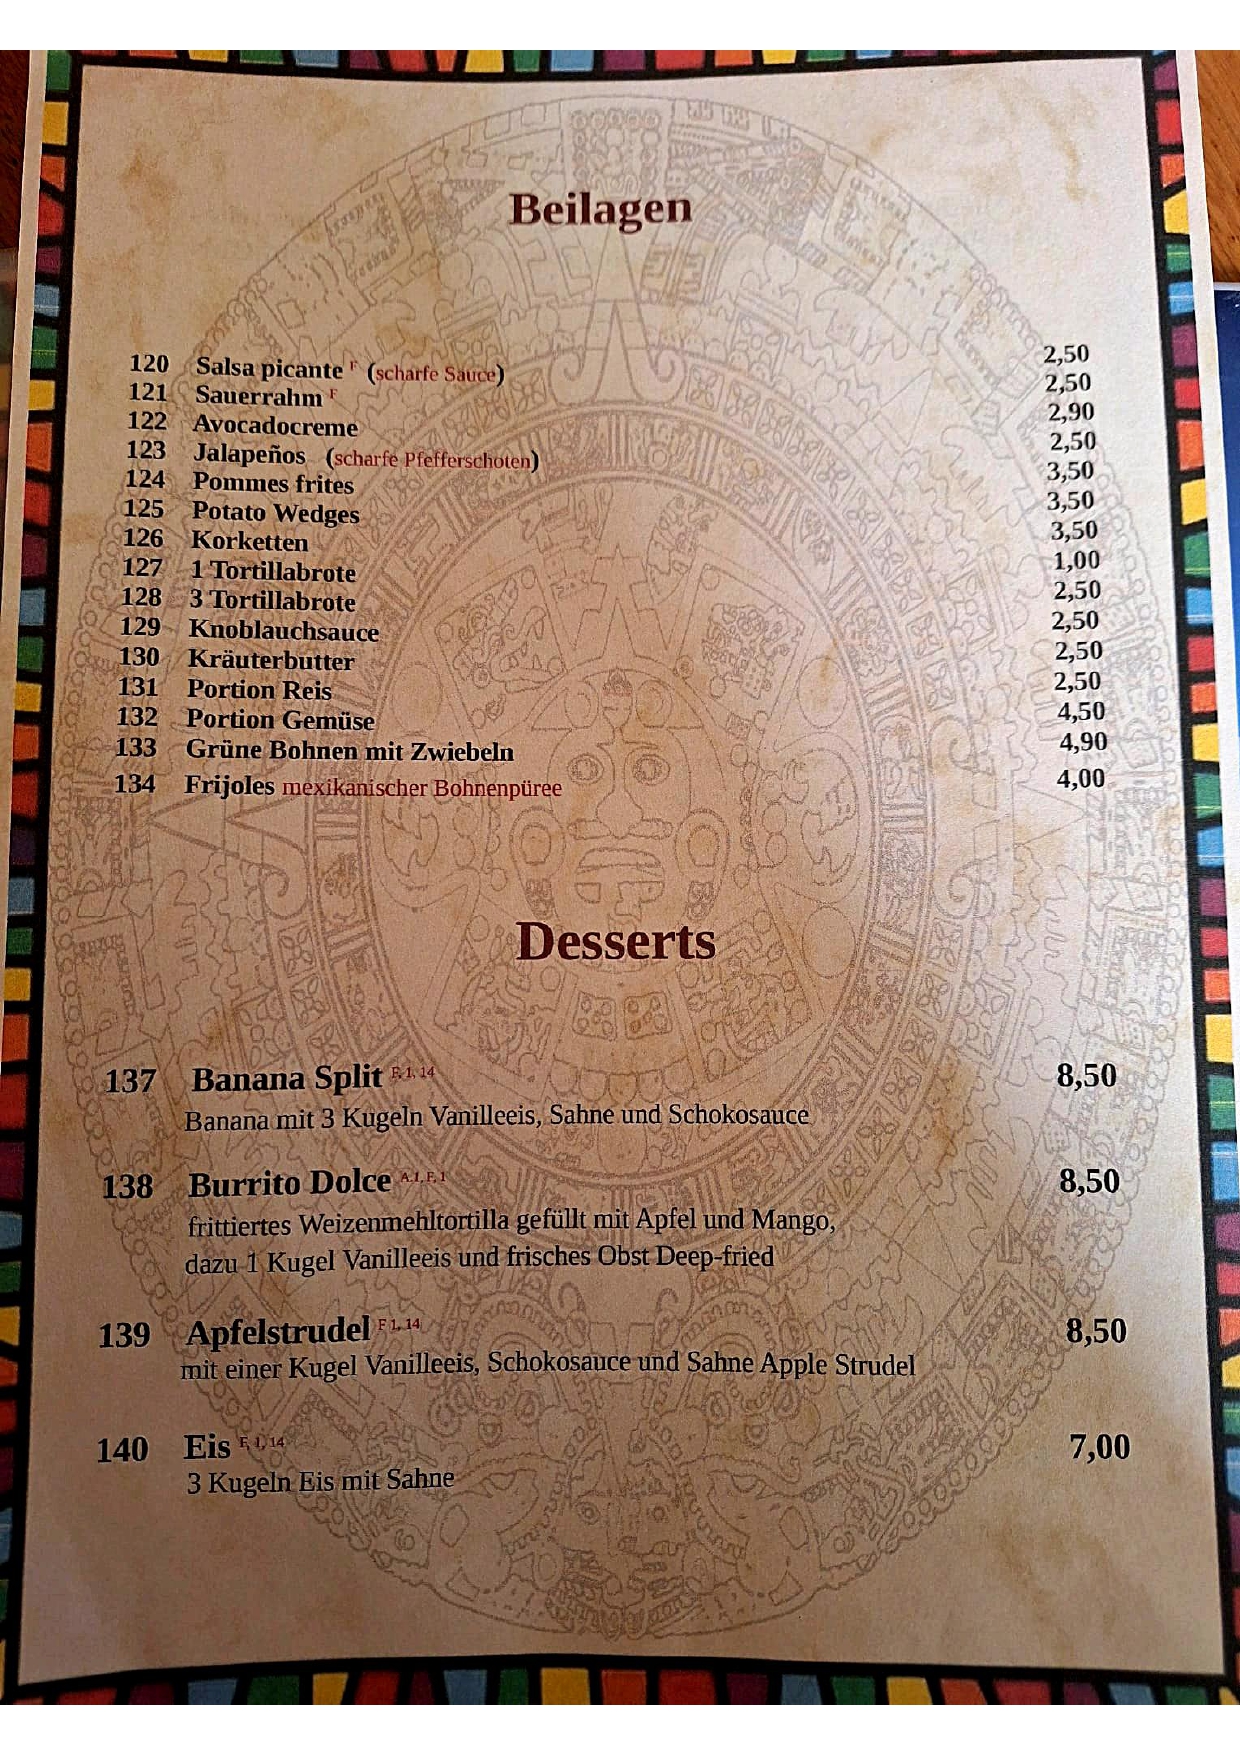 Beilagen
120 Salsa picante F (scharfe Sauce) 2,50
121 Sauerrahm F 2,50
122 Avocadocreme 2,90
123 Jalapeños (scharfe Pfefferschoten) 2,50
124 Pommes frites 3,50
125 Potato Wedges 3,50
126 Korketten 3,50
127 1 Tortillabrote 1,00
128 3 Tortillabrote 2,50
129 Knoblauchsauce 2,50
130 Kräuterbutter 2,50
131 Portion Reis 2,50
132 Portion Gemüse 4,50
133 Grüne Bohnen mit Zwiebeln 4,90
134 Frijoles mexikanischer Bohnenpüree 4,00
Desserts
137 Banana Split F, 1, 14 8,50
Banana mit 3 Kugeln Vanilleeis, Sahne und Schokosauce
138 Burrito Dolce A.1, F, 1 8,50
frittiertes Weizenmehltortilla gefüllt mit Apfel und Mango,
dazu 1 Kugel Vanilleeis und frisches Obst Deep-fried
139 Apfelstrudel F 1, 14 8,50
mit einer Kugel Vanilleeis, Schokosauce und Sahne Apple Strudel
140 Eis F, 1, 14 7,00
3 Kugeln Eis mit Sahne